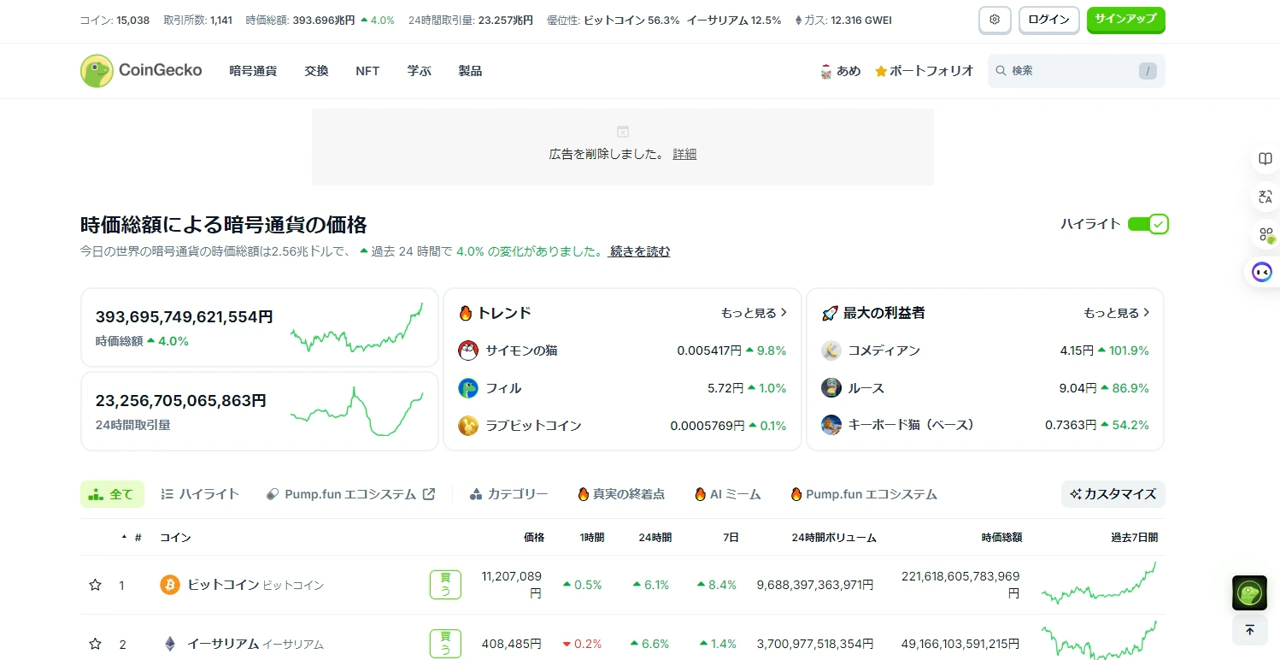 コイン: 15,038 取引所数: 1,141 時価総額: 393.696兆円 4.0% 24時間取引量: 23.257兆円 優位性: ビットコイン 56.3% イーサリアム 12.5% ガス: 12.316 GWEI ログイン サインアップ
CoinGecko 暗号通貨 交換 NFT 学ぶ 製品 あめ ポートフォリオ 検索 /
広告を削除しました。 詳細
時価総額による暗号通貨の価格 ハイライト
今日の世界の暗号通貨の時価総額は2.56兆ドルで、 過去 24 時間で 4.0% の変化がありました。 続きを読む
393,695,749,621,554円
時価総額 4.0%
23,256,705,065,863円
24時間取引量
トレンド もっと見る
サイモンの猫 0.005417円 9.8%
フィル 5.72円 1.0%
ラブビットコイン 0.0005769円 0.1%
最大の利益者 もっと見る
コメディアン 4.15円 101.9%
ルース 9.04円 86.9%
キーボード猫（ベース） 0.7363円 54.2%
全て ハイライト Pump.fun エコシステム カテゴリー 真実の終着点 AI ミーム Pump.fun エコシステム カスタマイズ
# コイン 価格 1時間 24時間 7日 24時間ボリューム 時価総額 過去7日間
1 ビットコイン ビットコイン 買う 11,207,089円 0.5% 6.1% 8.4% 9,688,397,363,971円 221,618,605,783,969円
2 イーサリアム イーサリアム 買う 408,485円 0.2% 6.6% 1.4% 3,700,977,518,354円 49,166,103,591,215円